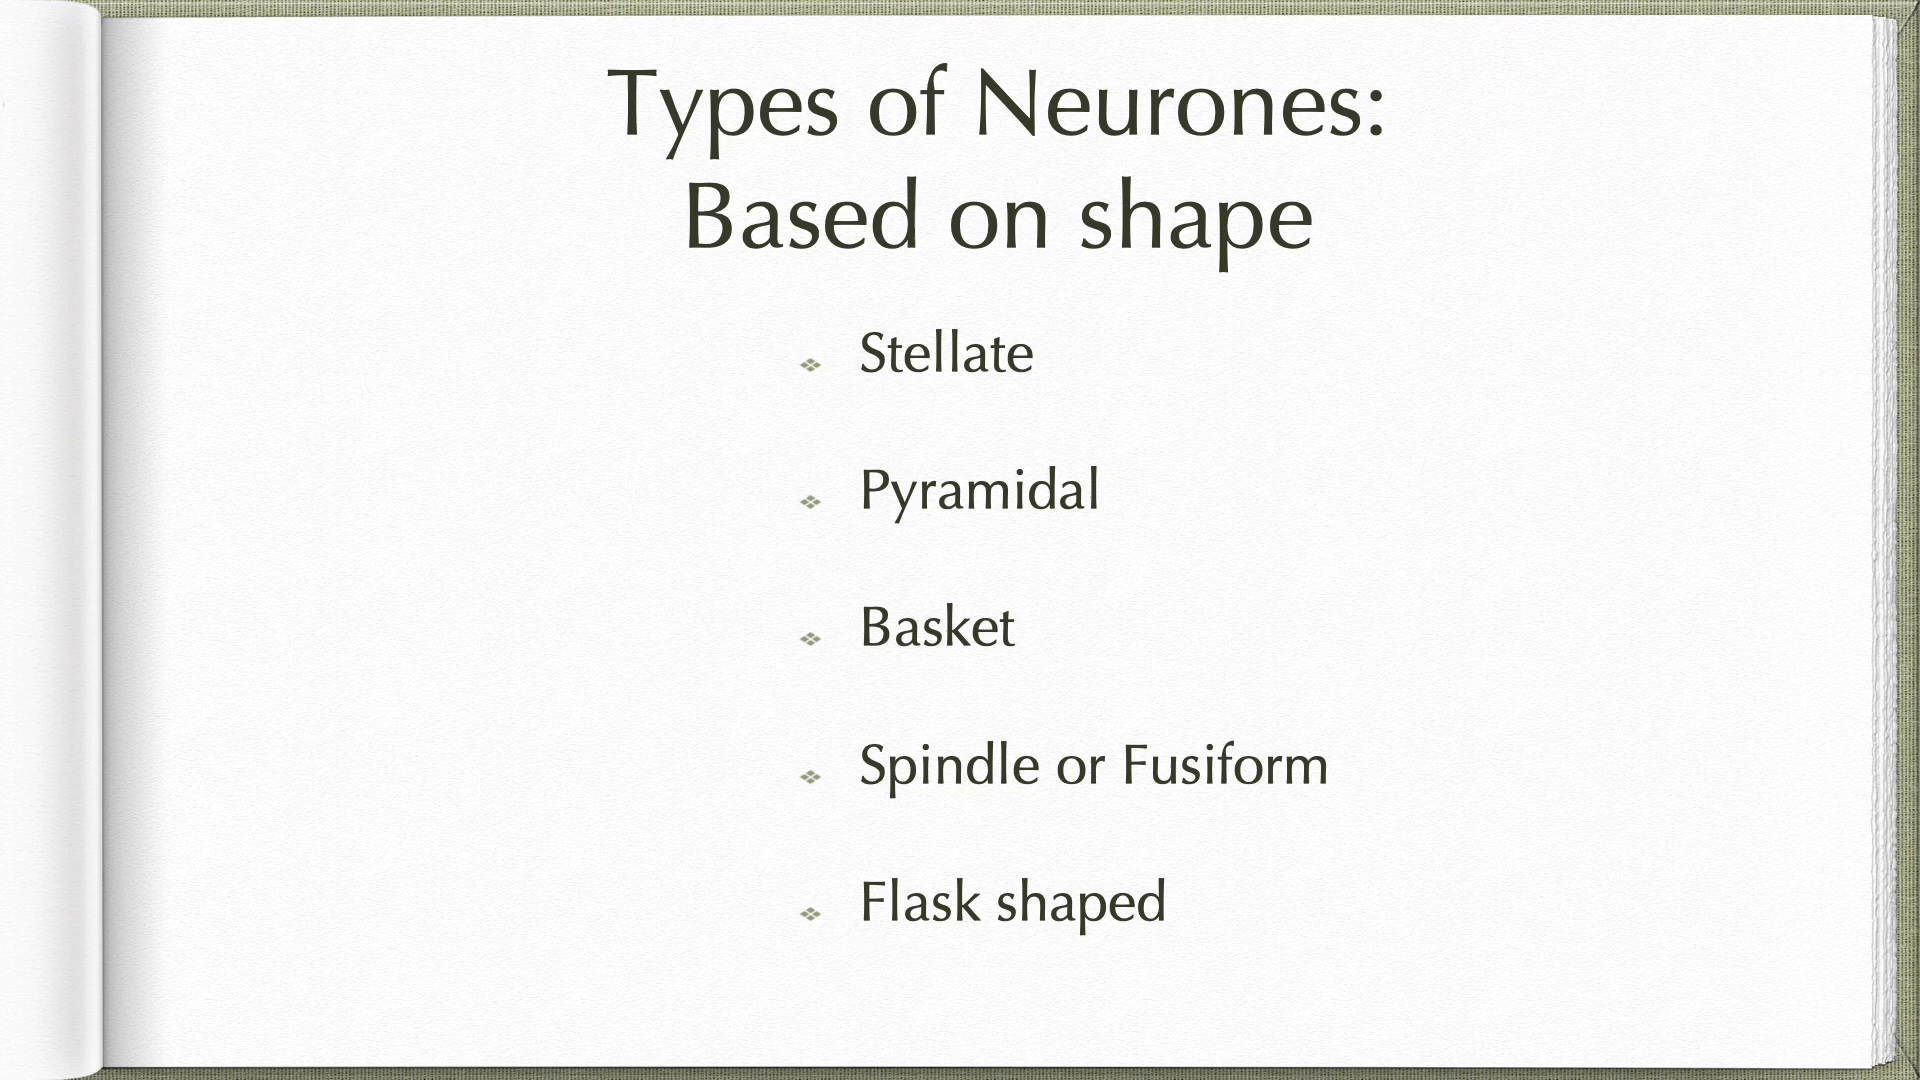 Types of Neurones:
Based on shape
Stellate
Pyramidal
Basket
Spindle or Fusiform
Flask shaped